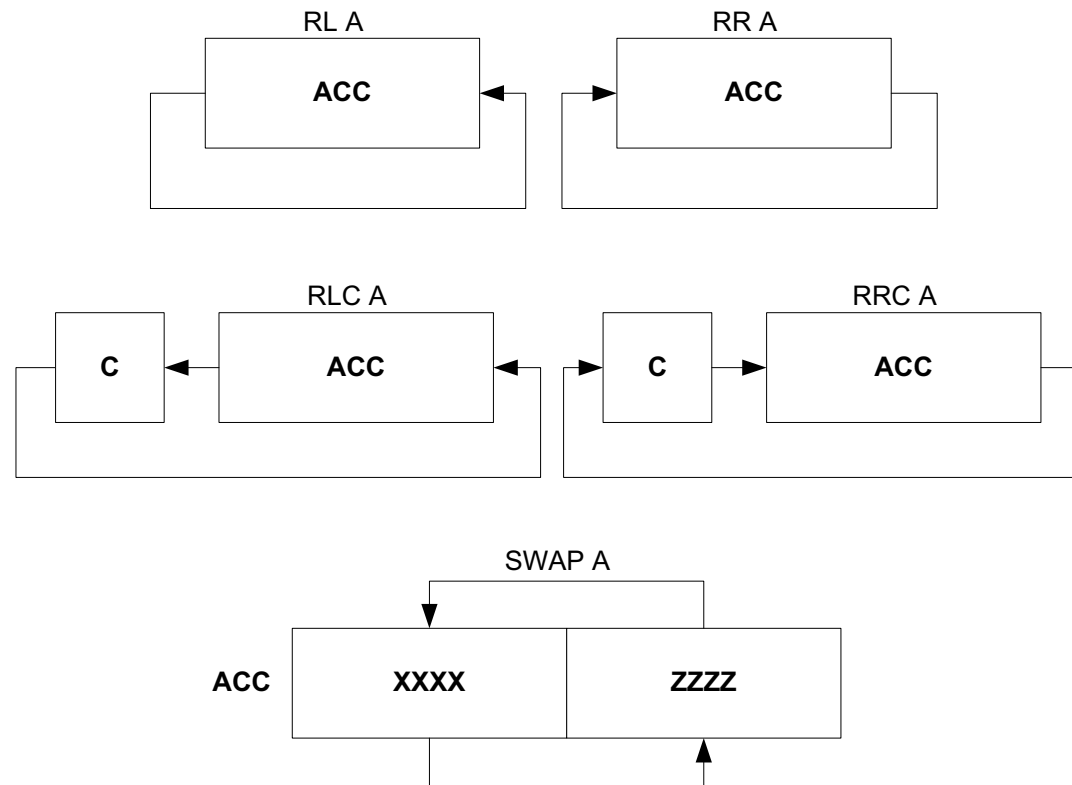 RL A
RR A
ACC
ACC
RLC A
RRC A
C
ACC
C
ACC
SWAP A
ACC
XXXX
ZZZZ